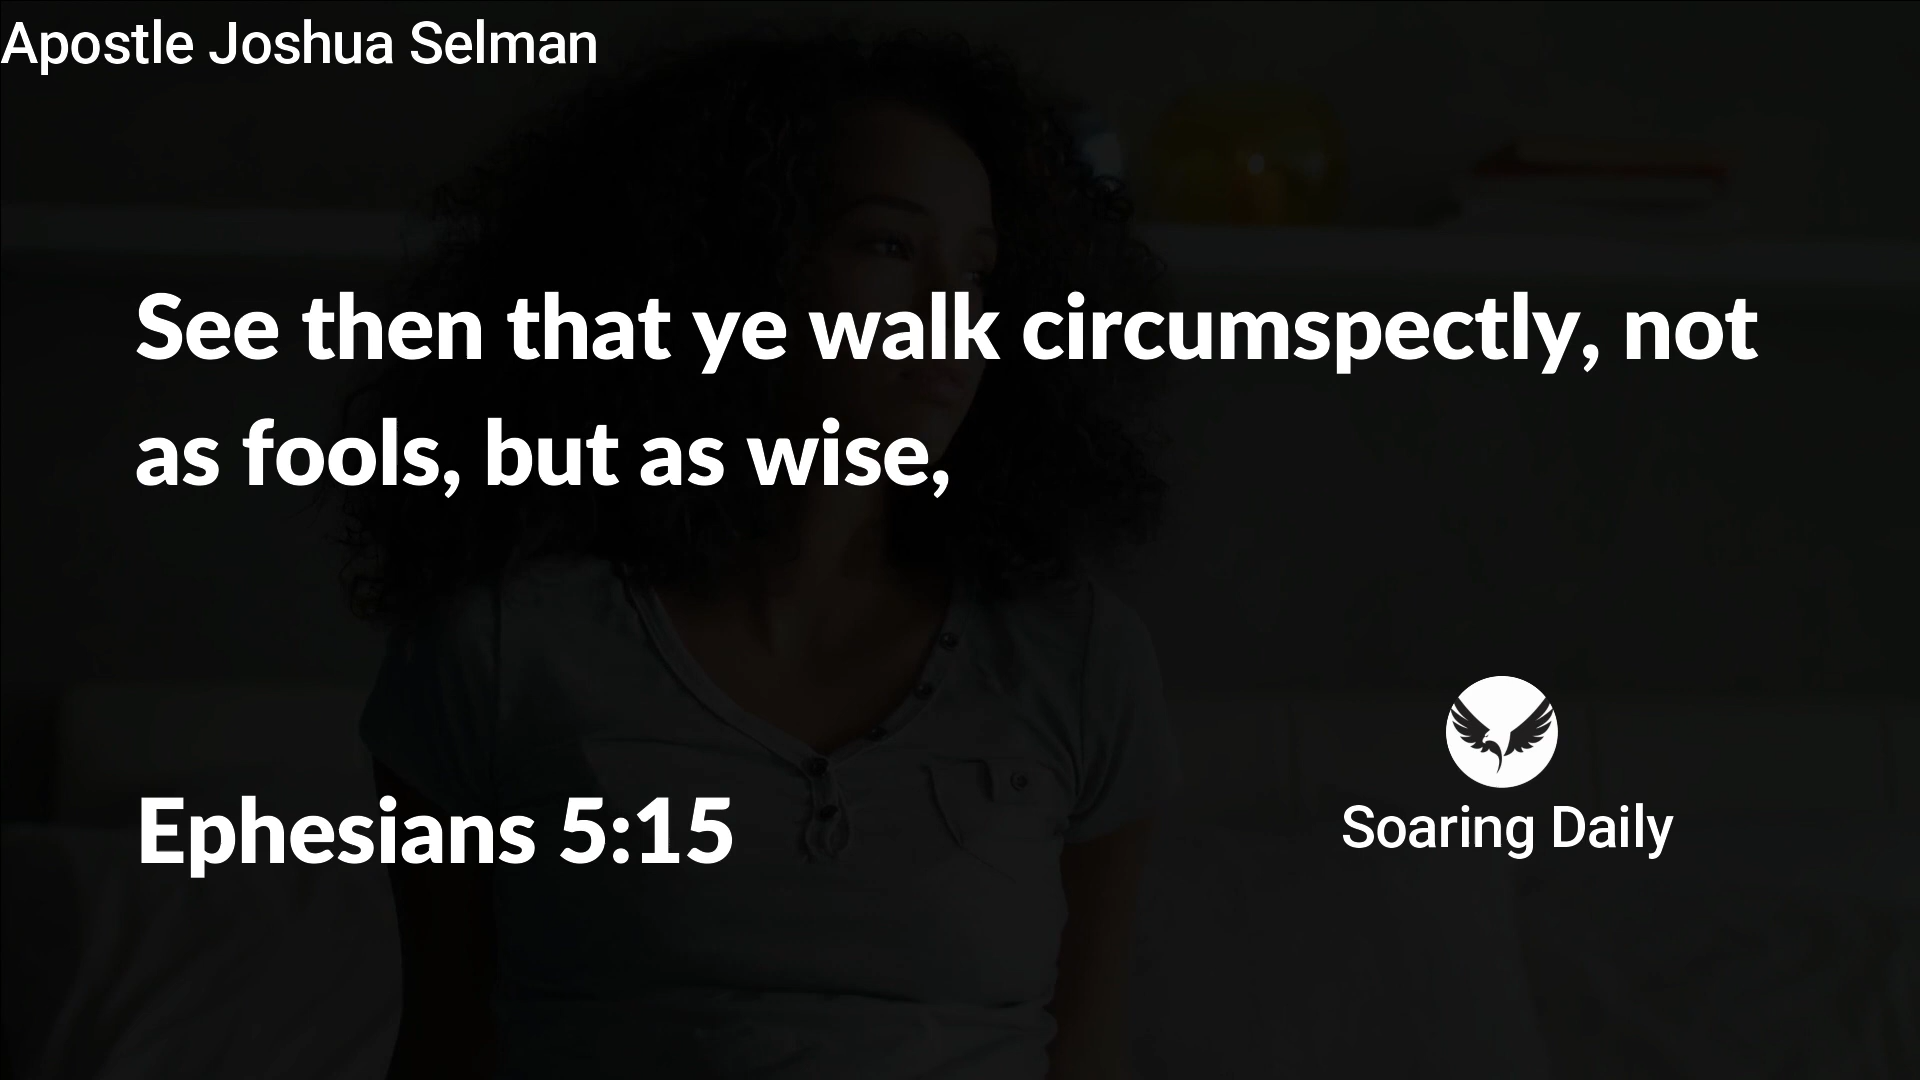 Apostle Joshua Selman
See then that ye walk circumspectly, not
as fools, but as wise,
Ephesians 5:15
Soaring Daily